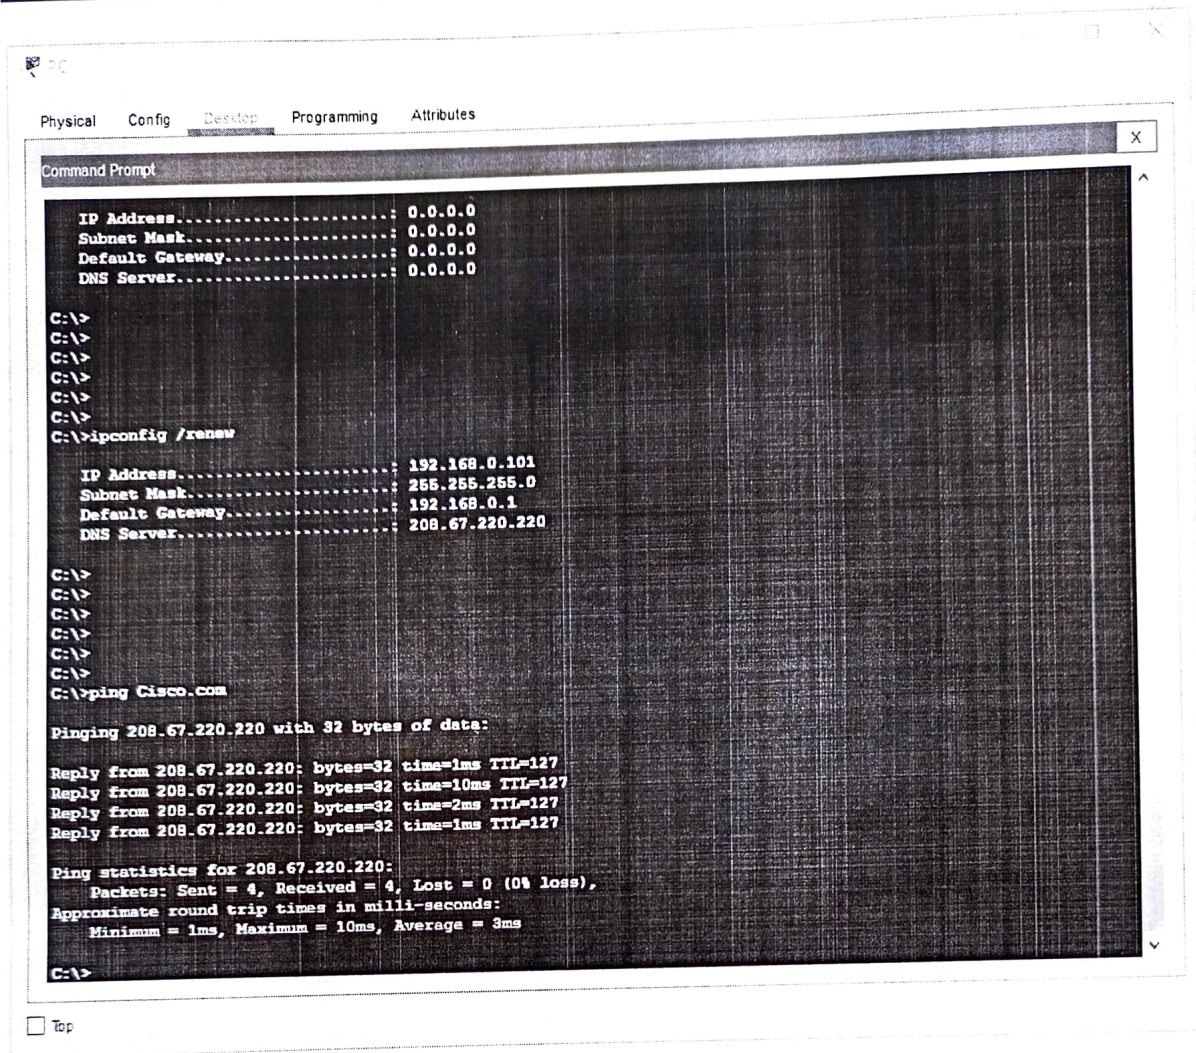 PC
Physical Config Desktop Programming Attributes
X
Command Prompt
IP Address......................: 0.0.0.0
Subnet Mask.....................: 0.0.0.0
Default Gateway.................: 0.0.0.0
DNS Server......................: 0.0.0.0
C:\>
C:\>
C:\>
C:\>
C:\>
C:\>
C:\>ipconfig /renew
IP Address......................: 192.168.0.101
Subnet Mask.....................: 255.255.255.0
Default Gateway.................: 192.168.0.1
DNS Server......................: 208.67.220.220
C:\>
C:\>
C:\>
C:\>
C:\>
C:\>
C:\>ping Cisco.com
Pinging 208.67.220.220 with 32 bytes of data:
Reply from 208.67.220.220: bytes=32 time=1ms TTL=127
Reply from 208.67.220.220: bytes=32 time=10ms TTL=127
Reply from 208.67.220.220: bytes=32 time=2ms TTL=127
Reply from 208.67.220.220: bytes=32 time=1ms TTL=127
Ping statistics for 208.67.220.220:
Packets: Sent = 4, Received = 4, Lost = 0 (0% loss),
Approximate round trip times in milli-seconds:
Minimum = 1ms, Maximum = 10ms, Average = 3ms
C:\>
Top